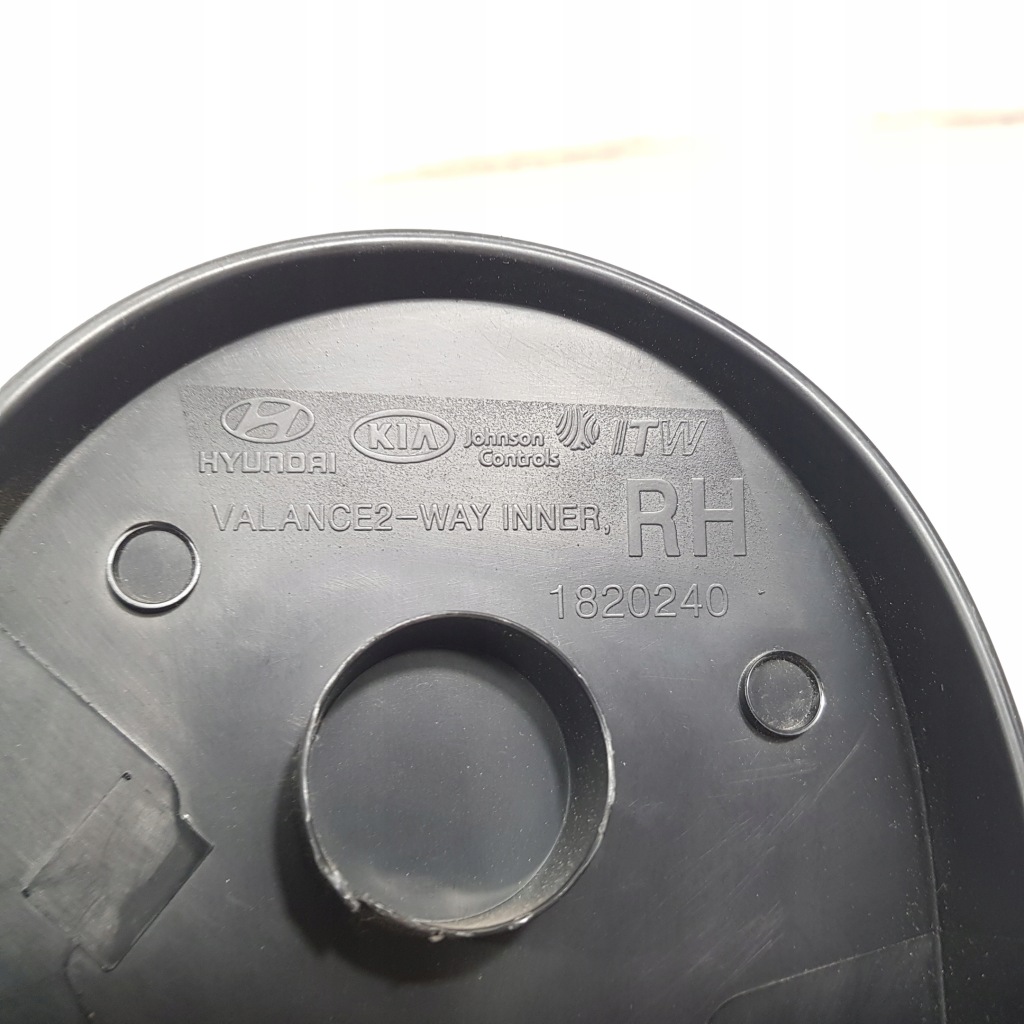 HYUNDAI KIA Johnson Controls ITW
VALANCE2-WAY INNER, RH
1820240